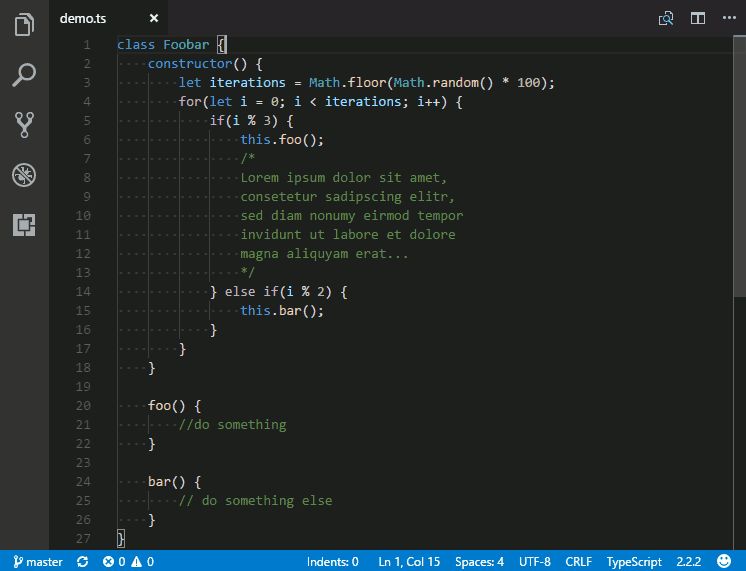 demo.ts ×
1 class Foobar {
2 ····constructor() {
3 ········let iterations = Math.floor(Math.random() * 100);
4 ········for(let i = 0; i < iterations; i++) {
5 ············if(i % 3) {
6 ················this.foo();
7 ················/*
8 ················Lorem ipsum dolor sit amet,
9 ················consetetur sadipscing elitr,
10 ················sed diam nonumy eirmod tempor
11 ················invidunt ut labore et dolore
12 ················magna aliquyam erat...
13 ················*/
14 ············} else if(i % 2) {
15 ················this.bar();
16 ············}
17 ········}
18 ····}
19
20 ····foo() {
21 ········//do something
22 ····}
23
24 ····bar() {
25 ········// do something else
26 ····}
27 }
master 0 0 Indents: 0 Ln 1, Col 15 Spaces: 4 UTF-8 CRLF TypeScript 2.2.2